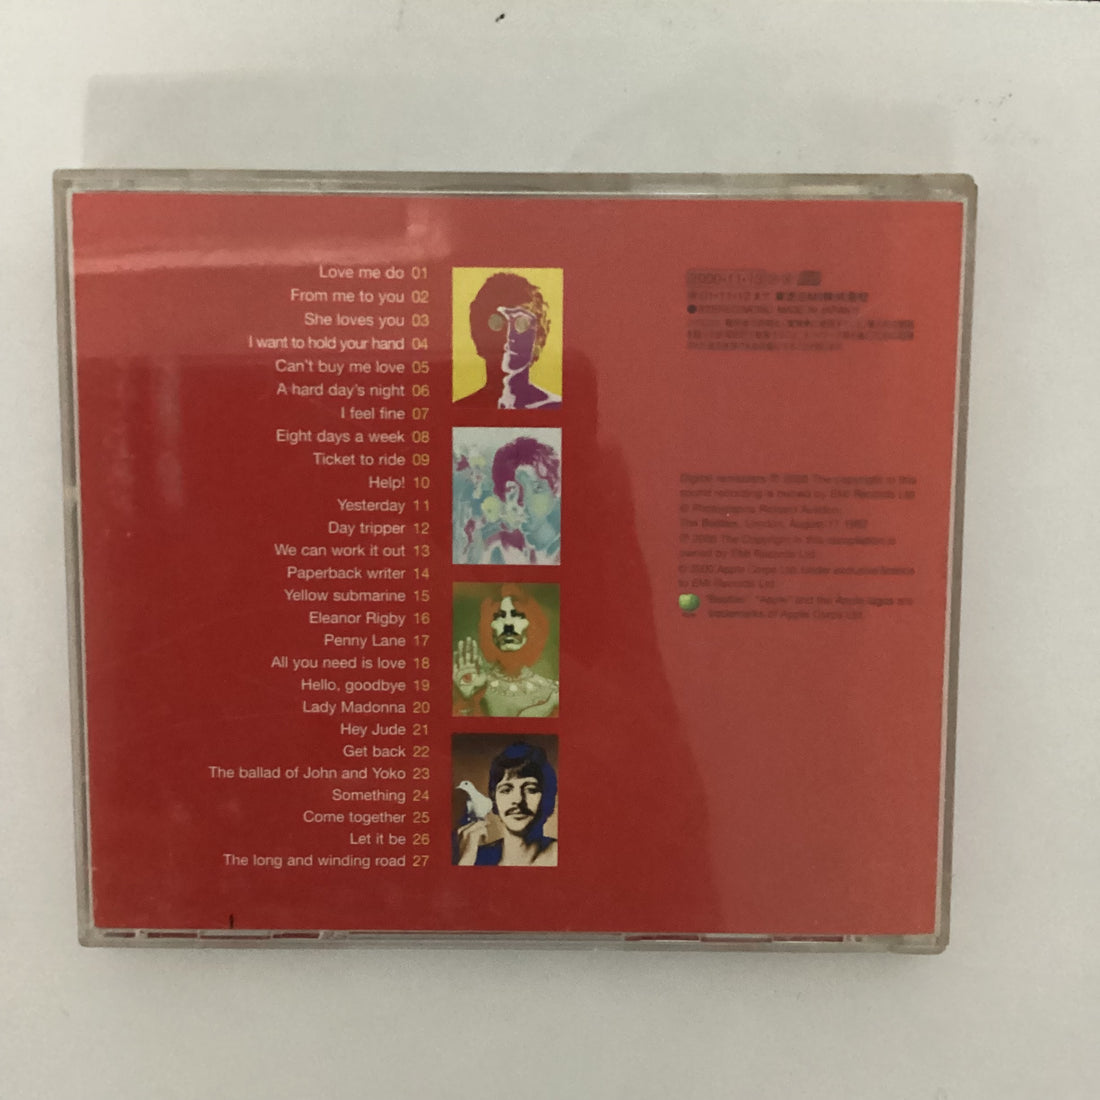 Love me do 01
From me to you 02
She loves you 03
I want to hold your hand 04
Can't buy me love 05
A hard day's night 06
I feel fine 07
Eight days a week 08
Ticket to ride 09
Help! 10
Yesterday 11
Day tripper 12
We can work it out 13
Paperback writer 14
Yellow submarine 15
Eleanor Rigby 16
Penny Lane 17
All you need is love 18
Hello, goodbye 19
Lady Madonna 20
Hey Jude 21
Get back 22
The ballad of John and Yoko 23
Something 24
Come together 25
Let it be 26
The long and winding road 27
MADE IN JAPAN
Digital remasters ℗ 2000 The copyright in this
sound recording is owned by EMI Records Ltd
© Photographs Richard Avedon,
The Beatles, London, August 11 1967
℗ 2000 The Copyright in this compilation is
owned by EMI Records Ltd.
© 2000 Apple Corps Ltd. under exclusive licence
to EMI Records Ltd
"Beatles", "Apple" and the Apple logos are
trademarks of Apple Corps Ltd.